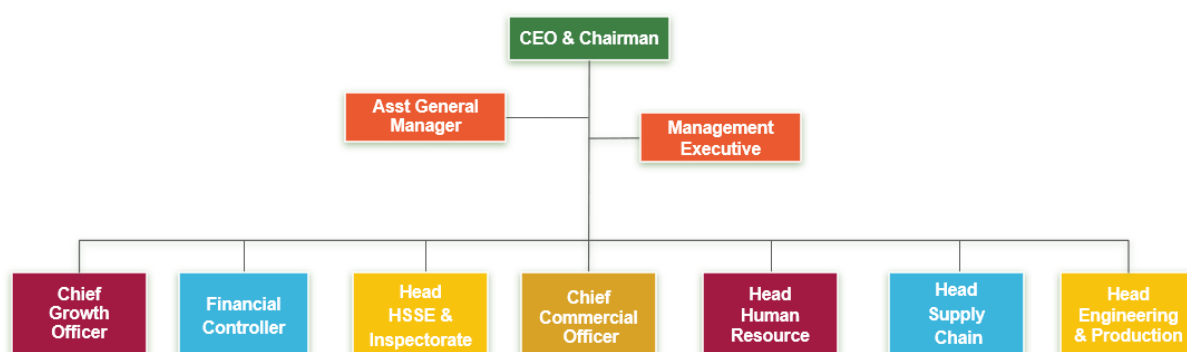 CEO & Chairman
Asst General
Manager
Management
Executive
Chief
Growth
Officer
Financial
Controller
Head
HSSE &
Inspectorate
Chief
Commercial
Officer
Head
Human
Resource
Head
Supply
Chain
Head
Engineering
& Production